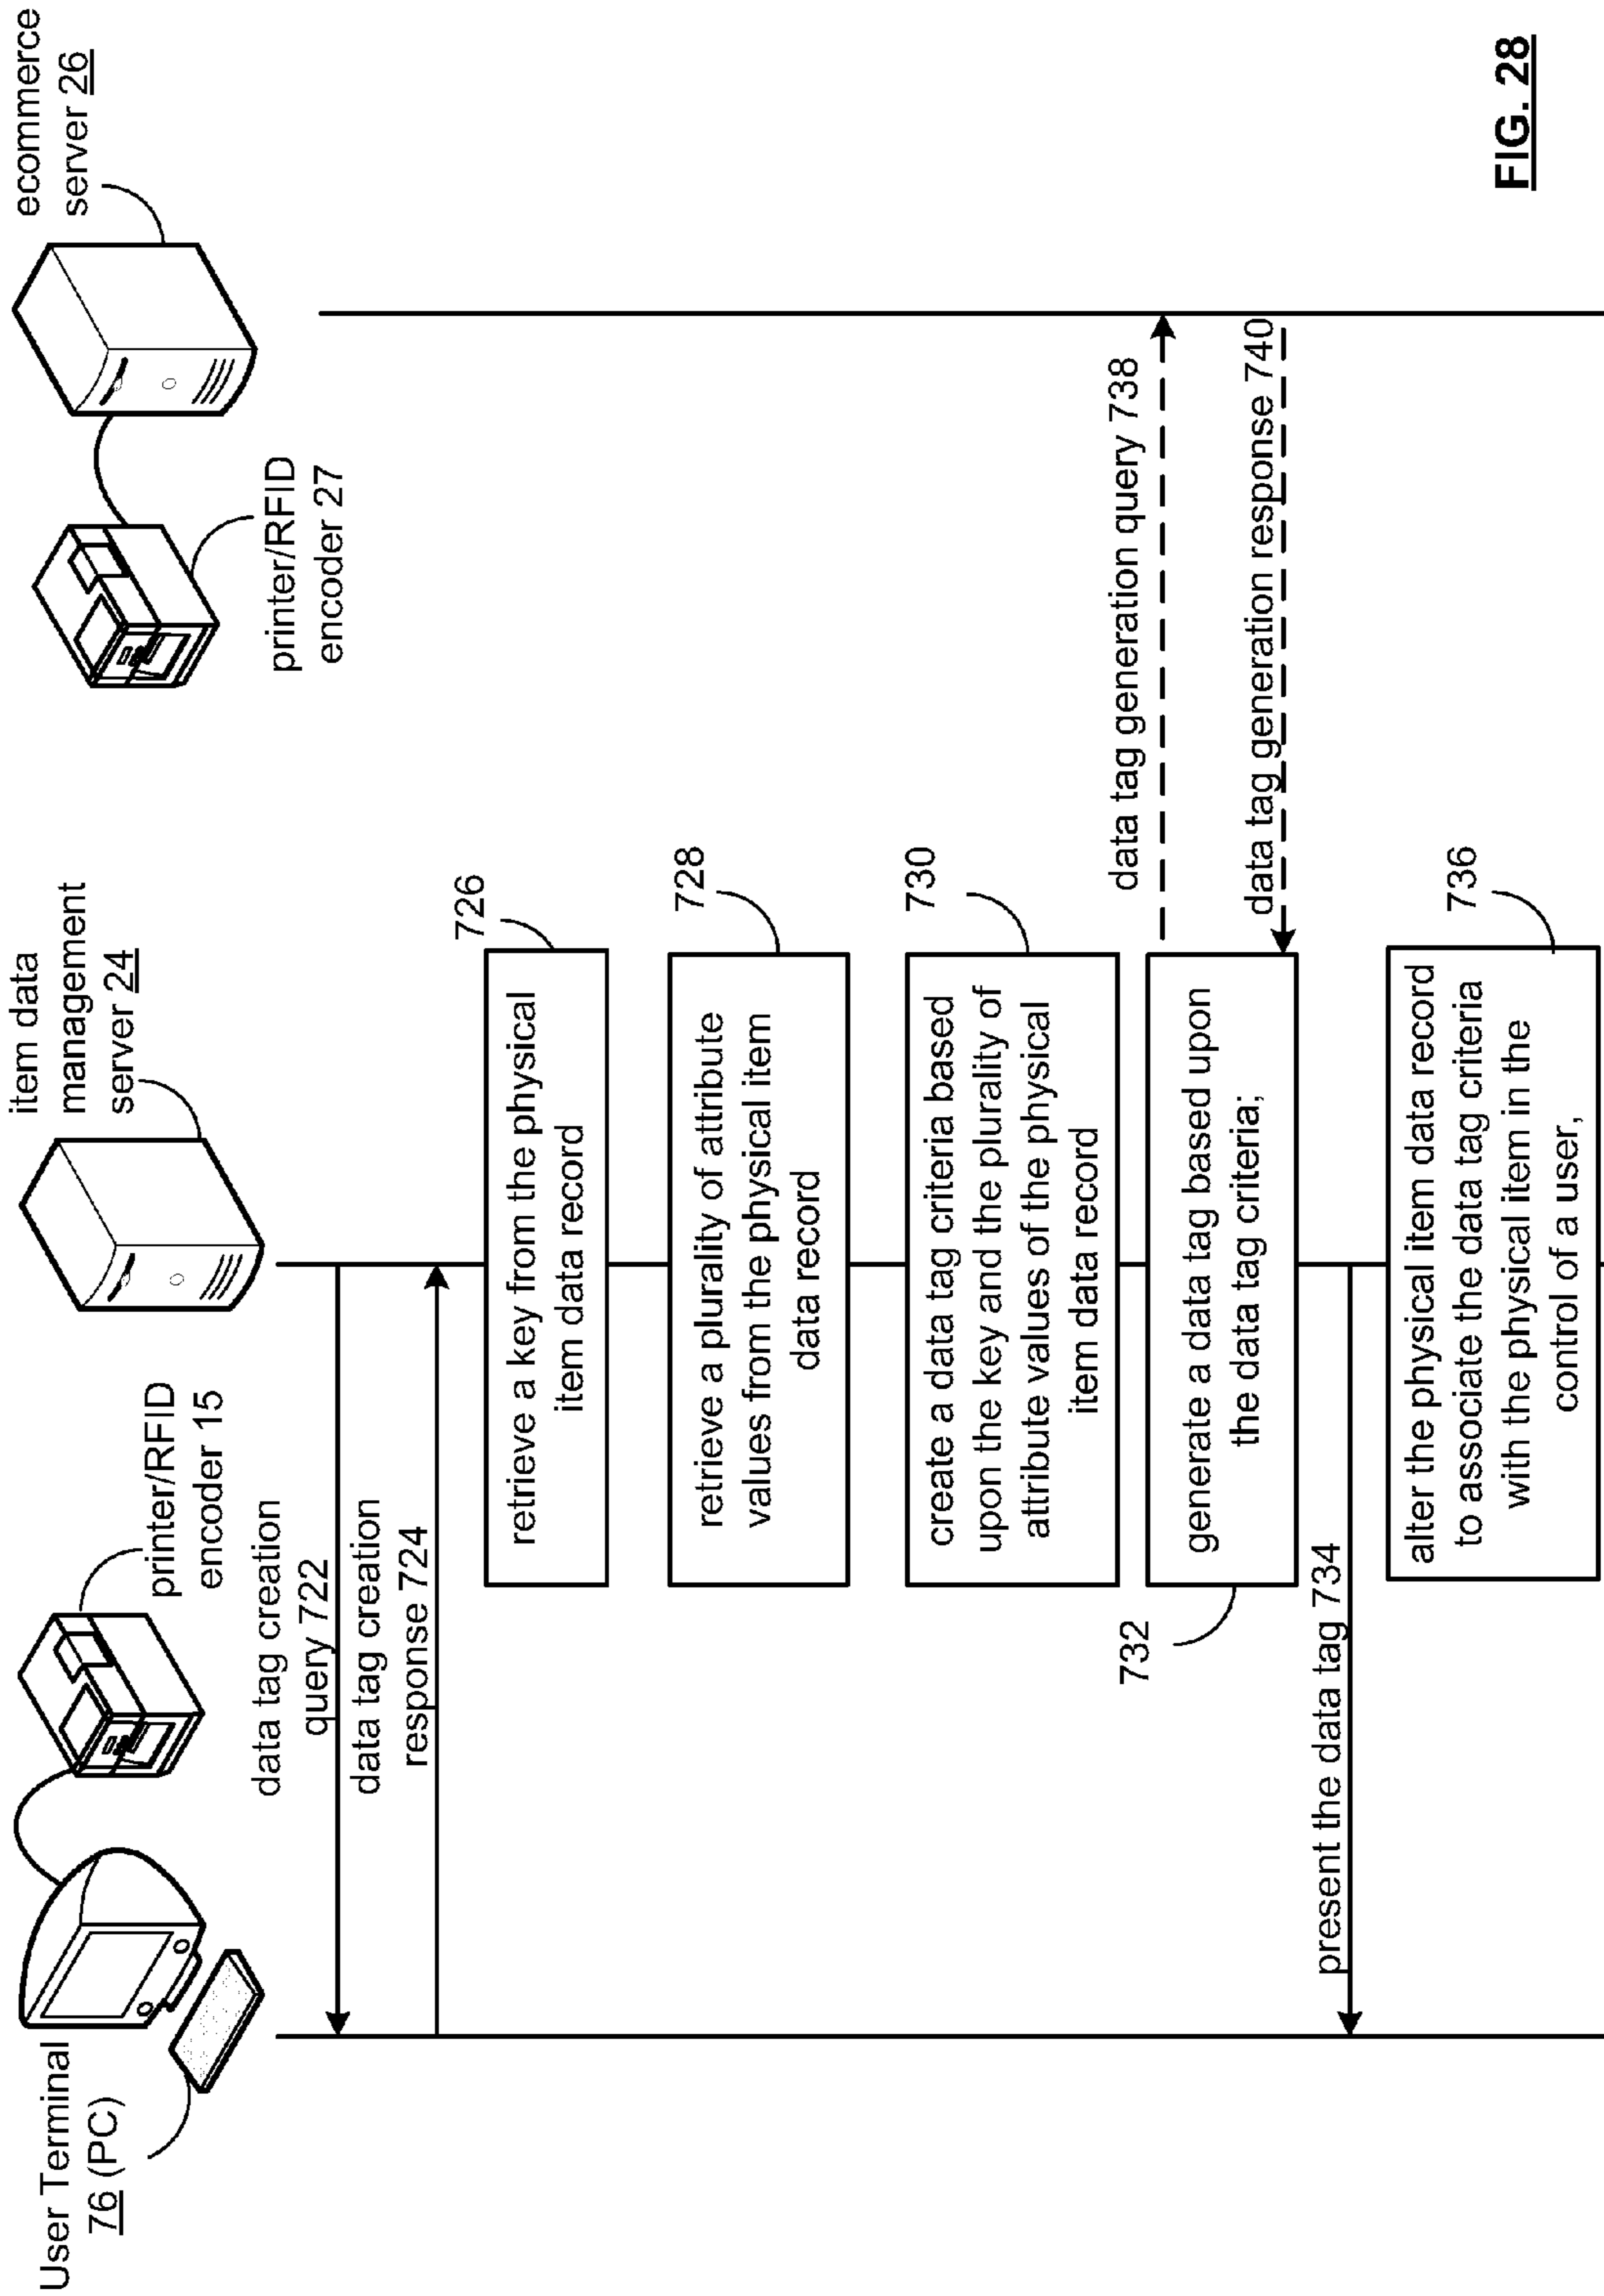 User Terminal
76 (PC)
printer/RFID
encoder 15
item data
management
server 24
printer/RFID
encoder 27
ecommerce
server 26
data tag creation
query 722
data tag creation
response 724
726
retrieve a key from the physical
item data record
728
retrieve a plurality of attribute
values from the physical item
data record
730
create a data tag criteria based
upon the key and the plurality of
attribute values of the physical
item data record
data tag generation query 738
732
generate a data tag based upon
the data tag criteria;
data tag generation response 740
present the data tag 734
736
alter the physical item data record
to associate the data tag criteria
with the physical item in the
control of a user,
FIG. 28